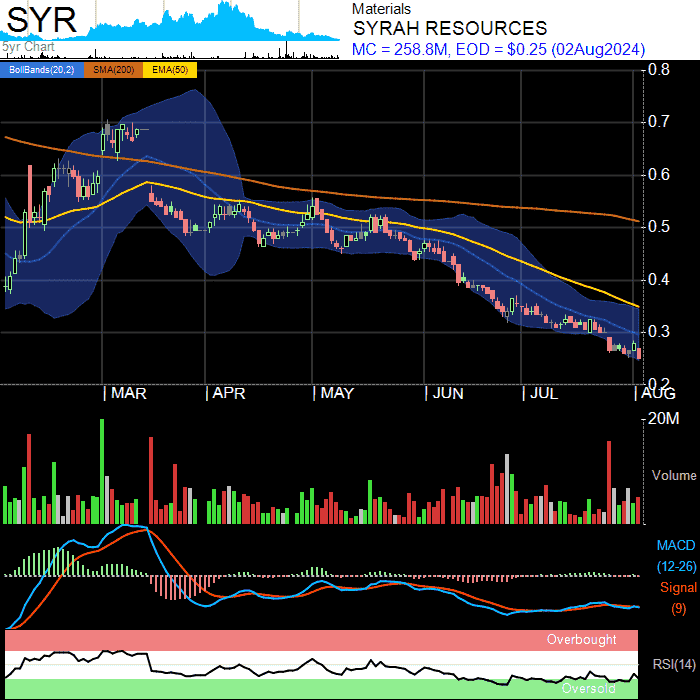 SYR
5yr Chart
Materials
SYRAH RESOURCES
MC = 258.8M, EOD = $0.25 (02Aug2024)
BollBands(20,2) SMA(200) EMA(50)
0.8
0.7
0.6
0.5
0.4
0.3
0.2
MAR APR MAY JUN JUL AUG
20M
Volume
MACD
(12-26)
Signal
(9)
Overbought
RSI(14)
Oversold